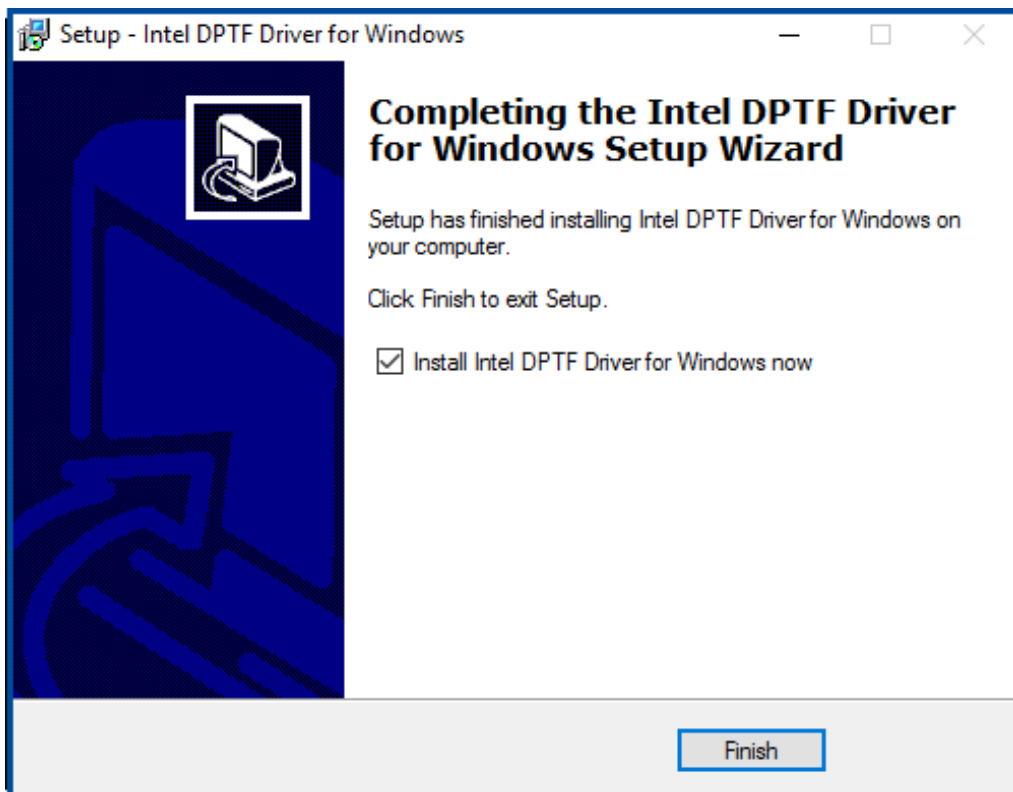 Setup - Intel DPTF Driver for Windows
Completing the Intel DPTF Driver
for Windows Setup Wizard
Setup has finished installing Intel DPTF Driver for Windows on
your computer.
Click Finish to exit Setup.
Install Intel DPTF Driver for Windows now
Finish